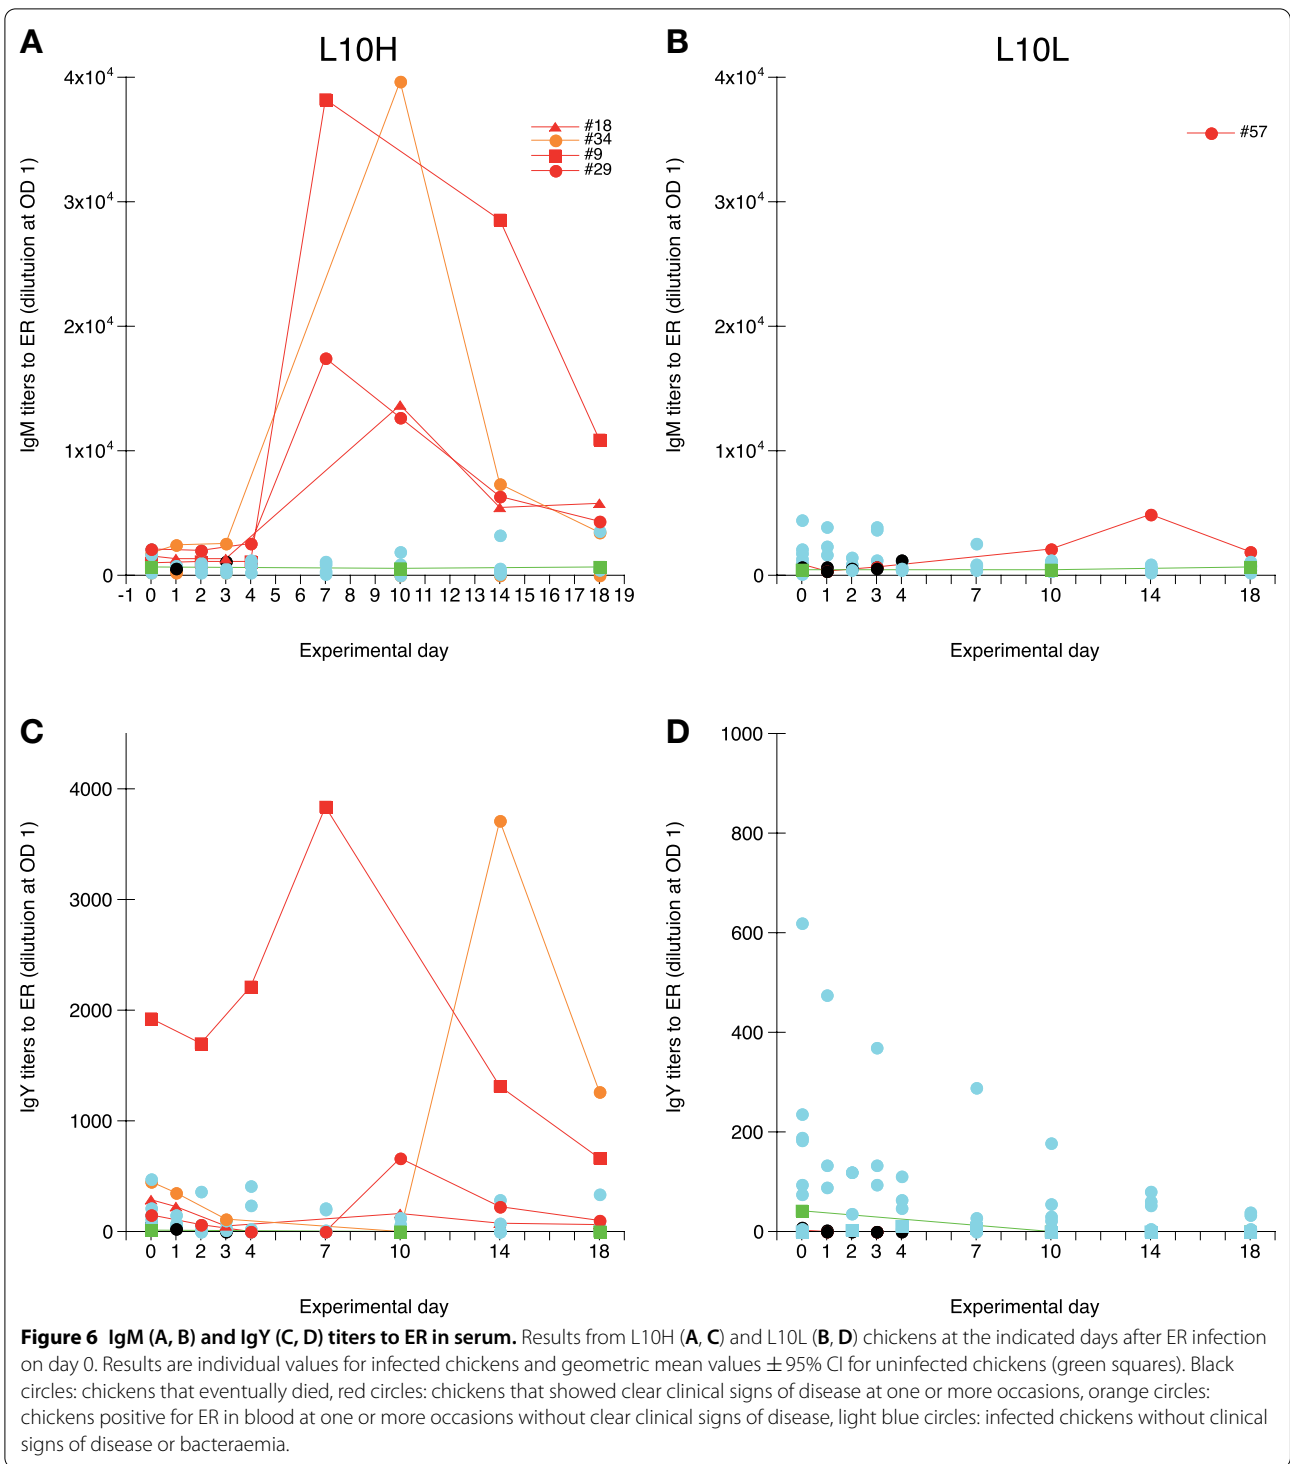 A
L10H
4x10⁴
3x10⁴
2x10⁴
1x10⁴
0
IgM titers to ER (dilutuion at OD 1)
#18
#34
#9
#29
-1 0 1 2 3 4 5 6 7 8 9 10 11 12 13 14 15 16 17 18 19
Experimental day
B
L10L
4x10⁴
3x10⁴
2x10⁴
1x10⁴
0
IgM titers to ER (dilutuion at OD 1)
#57
0 1 2 3 4 7 10 14 18
Experimental day
C
4000
3000
2000
1000
0
IgY titers to ER (dilutuion at OD 1)
0 1 2 3 4 7 10 14 18
Experimental day
D
1000
800
600
400
200
0
IgY titers to ER (dilutuion at OD 1)
0 1 2 3 4 7 10 14 18
Experimental day
Figure 6 IgM (A, B) and IgY (C, D) titers to ER in serum. Results from L10H (A, C) and L10L (B, D) chickens at the indicated days after ER infection
on day 0. Results are individual values for infected chickens and geometric mean values ± 95% CI for uninfected chickens (green squares). Black
circles: chickens that eventually died, red circles: chickens that showed clear clinical signs of disease at one or more occasions, orange circles:
chickens positive for ER in blood at one or more occasions without clear clinical signs of disease, light blue circles: infected chickens without clinical
signs of disease or bacteraemia.